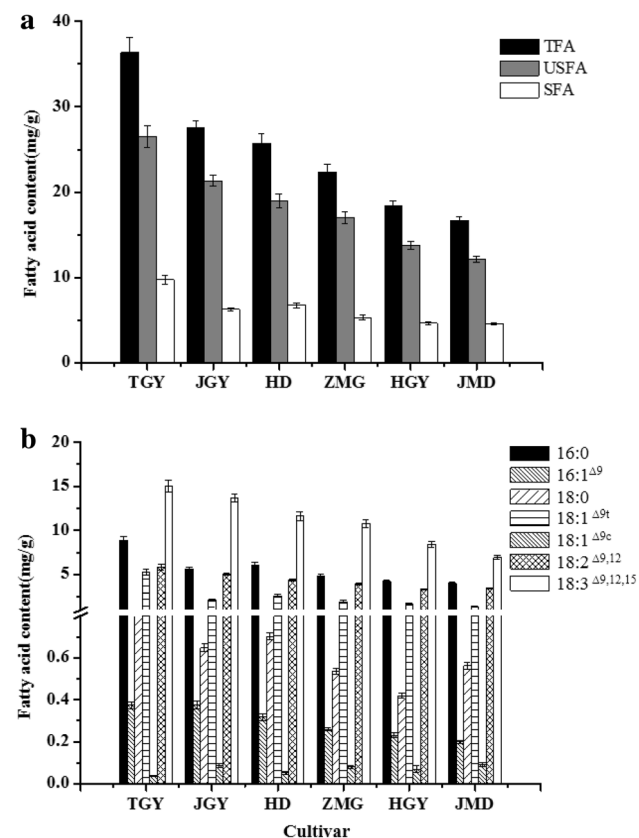 a
40
30
20
10
0
Fatty acid content(mg/g)
TFA
USFA
SFA
TGY JGY HD ZMG HGY JMD
b
20
15
10
5
0.6
0.4
0.2
0.0
Fatty acid content(mg/g)
16:0
16:1Δ9
18:0
18:1 Δ9t
18:1 Δ9c
18:2 Δ9,12
18:3 Δ9,12,15
TGY JGY HD ZMG HGY JMD
Cultivar